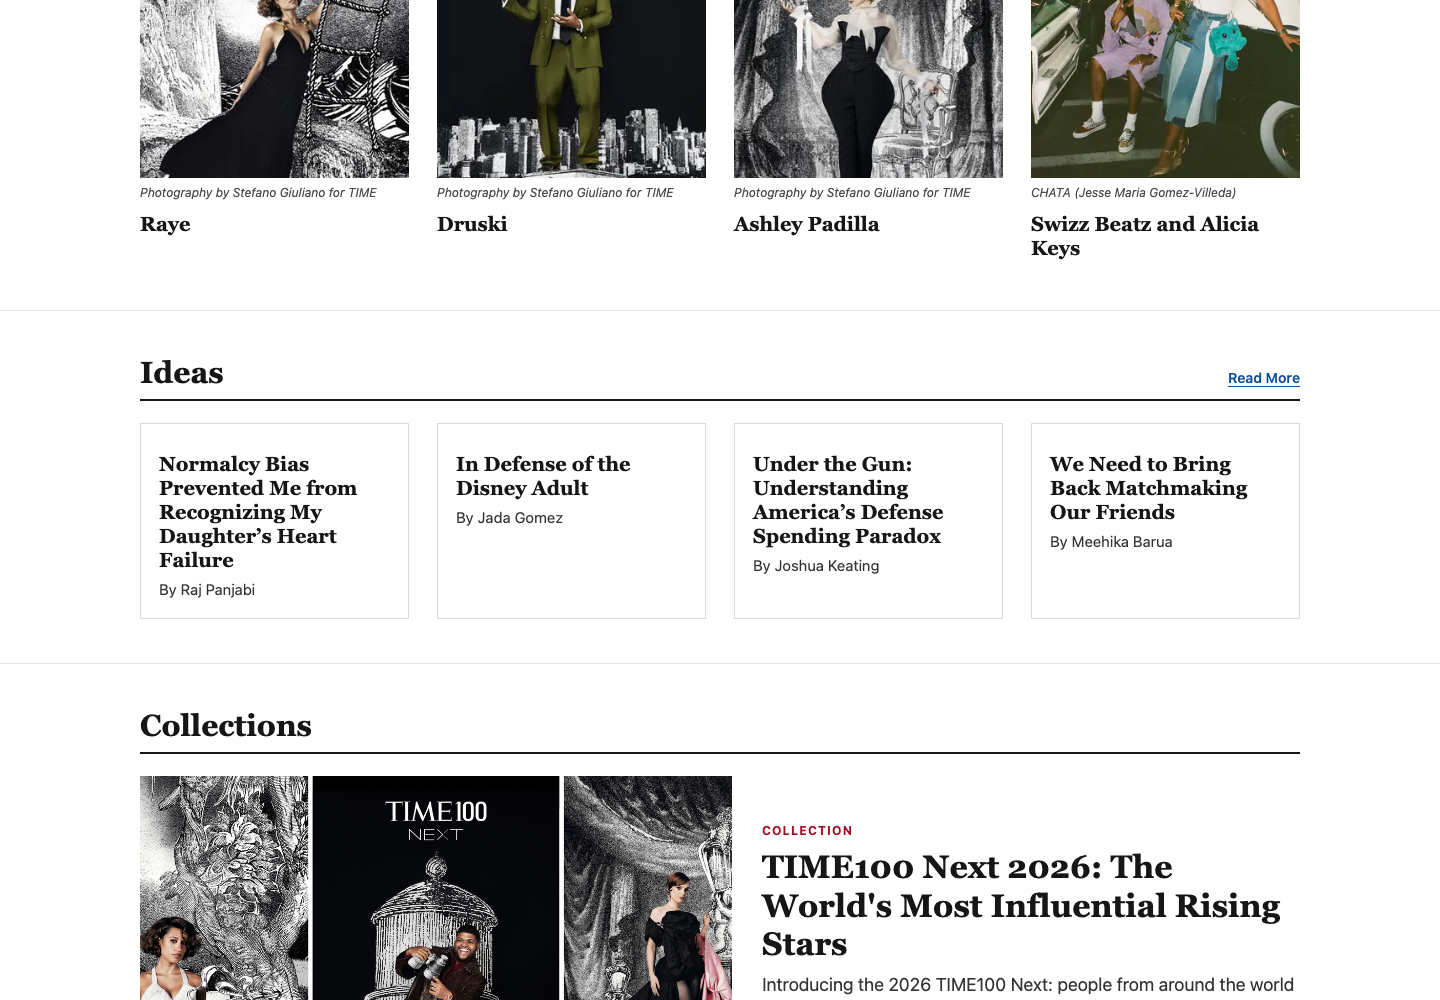 Photography by Stefano Giuliano for TIME
Raye
Photography by Stefano Giuliano for TIME
Druski
Photography by Stefano Giuliano for TIME
Ashley Padilla
CHATA (Jesse Maria Gomez-Villeda)
Swizz Beatz and Alicia
Keys
Ideas
Read More
Normalcy Bias
Prevented Me from
Recognizing My
Daughter’s Heart
Failure
By Raj Panjabi
In Defense of the
Disney Adult
By Jada Gomez
Under the Gun:
Understanding
America’s Defense
Spending Paradox
By Joshua Keating
We Need to Bring
Back Matchmaking
Our Friends
By Meehika Barua
Collections
TIME100
NEXT
COLLECTION
TIME100 Next 2026: The
World's Most Influential Rising
Stars
Introducing the 2026 TIME100 Next: people from around the world